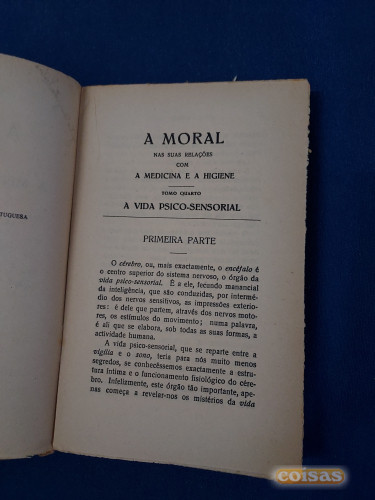 TUGUESA
A MORAL
NAS SUAS RELAÇÕES
COM
A MEDICINA E A HIGIENE
TOMO QUARTO
A VIDA PSICO-SENSORIAL
PRIMEIRA PARTE
O cérebro, ou, mais exactamente, o encéfalo é
o centro superior do sistema nervoso, o órgão da
vida psico-sensorial. É a ele, fecundo manancial
da inteligência, que são conduzidas, por intermé-
dio dos nervos sensitivos, as impressões exterio-
res: é dele que partem, através dos nervos moto-
res, os estímulos do movimento; numa palavra,
é ali que se elabora, sob todas as suas formas, a
actividade humana.
A vida psico-sensorial, que se reparte entre a
vigília e o sono, teria para nós muito menos
segredos, se conhecêssemos exactamente a estru-
tura íntima e o funcionamento fisiológico do cére-
bro. Infelizmente, êste órgão tão importante, ape-
nas começa a revelar-nos os mistérios da vida
coisas